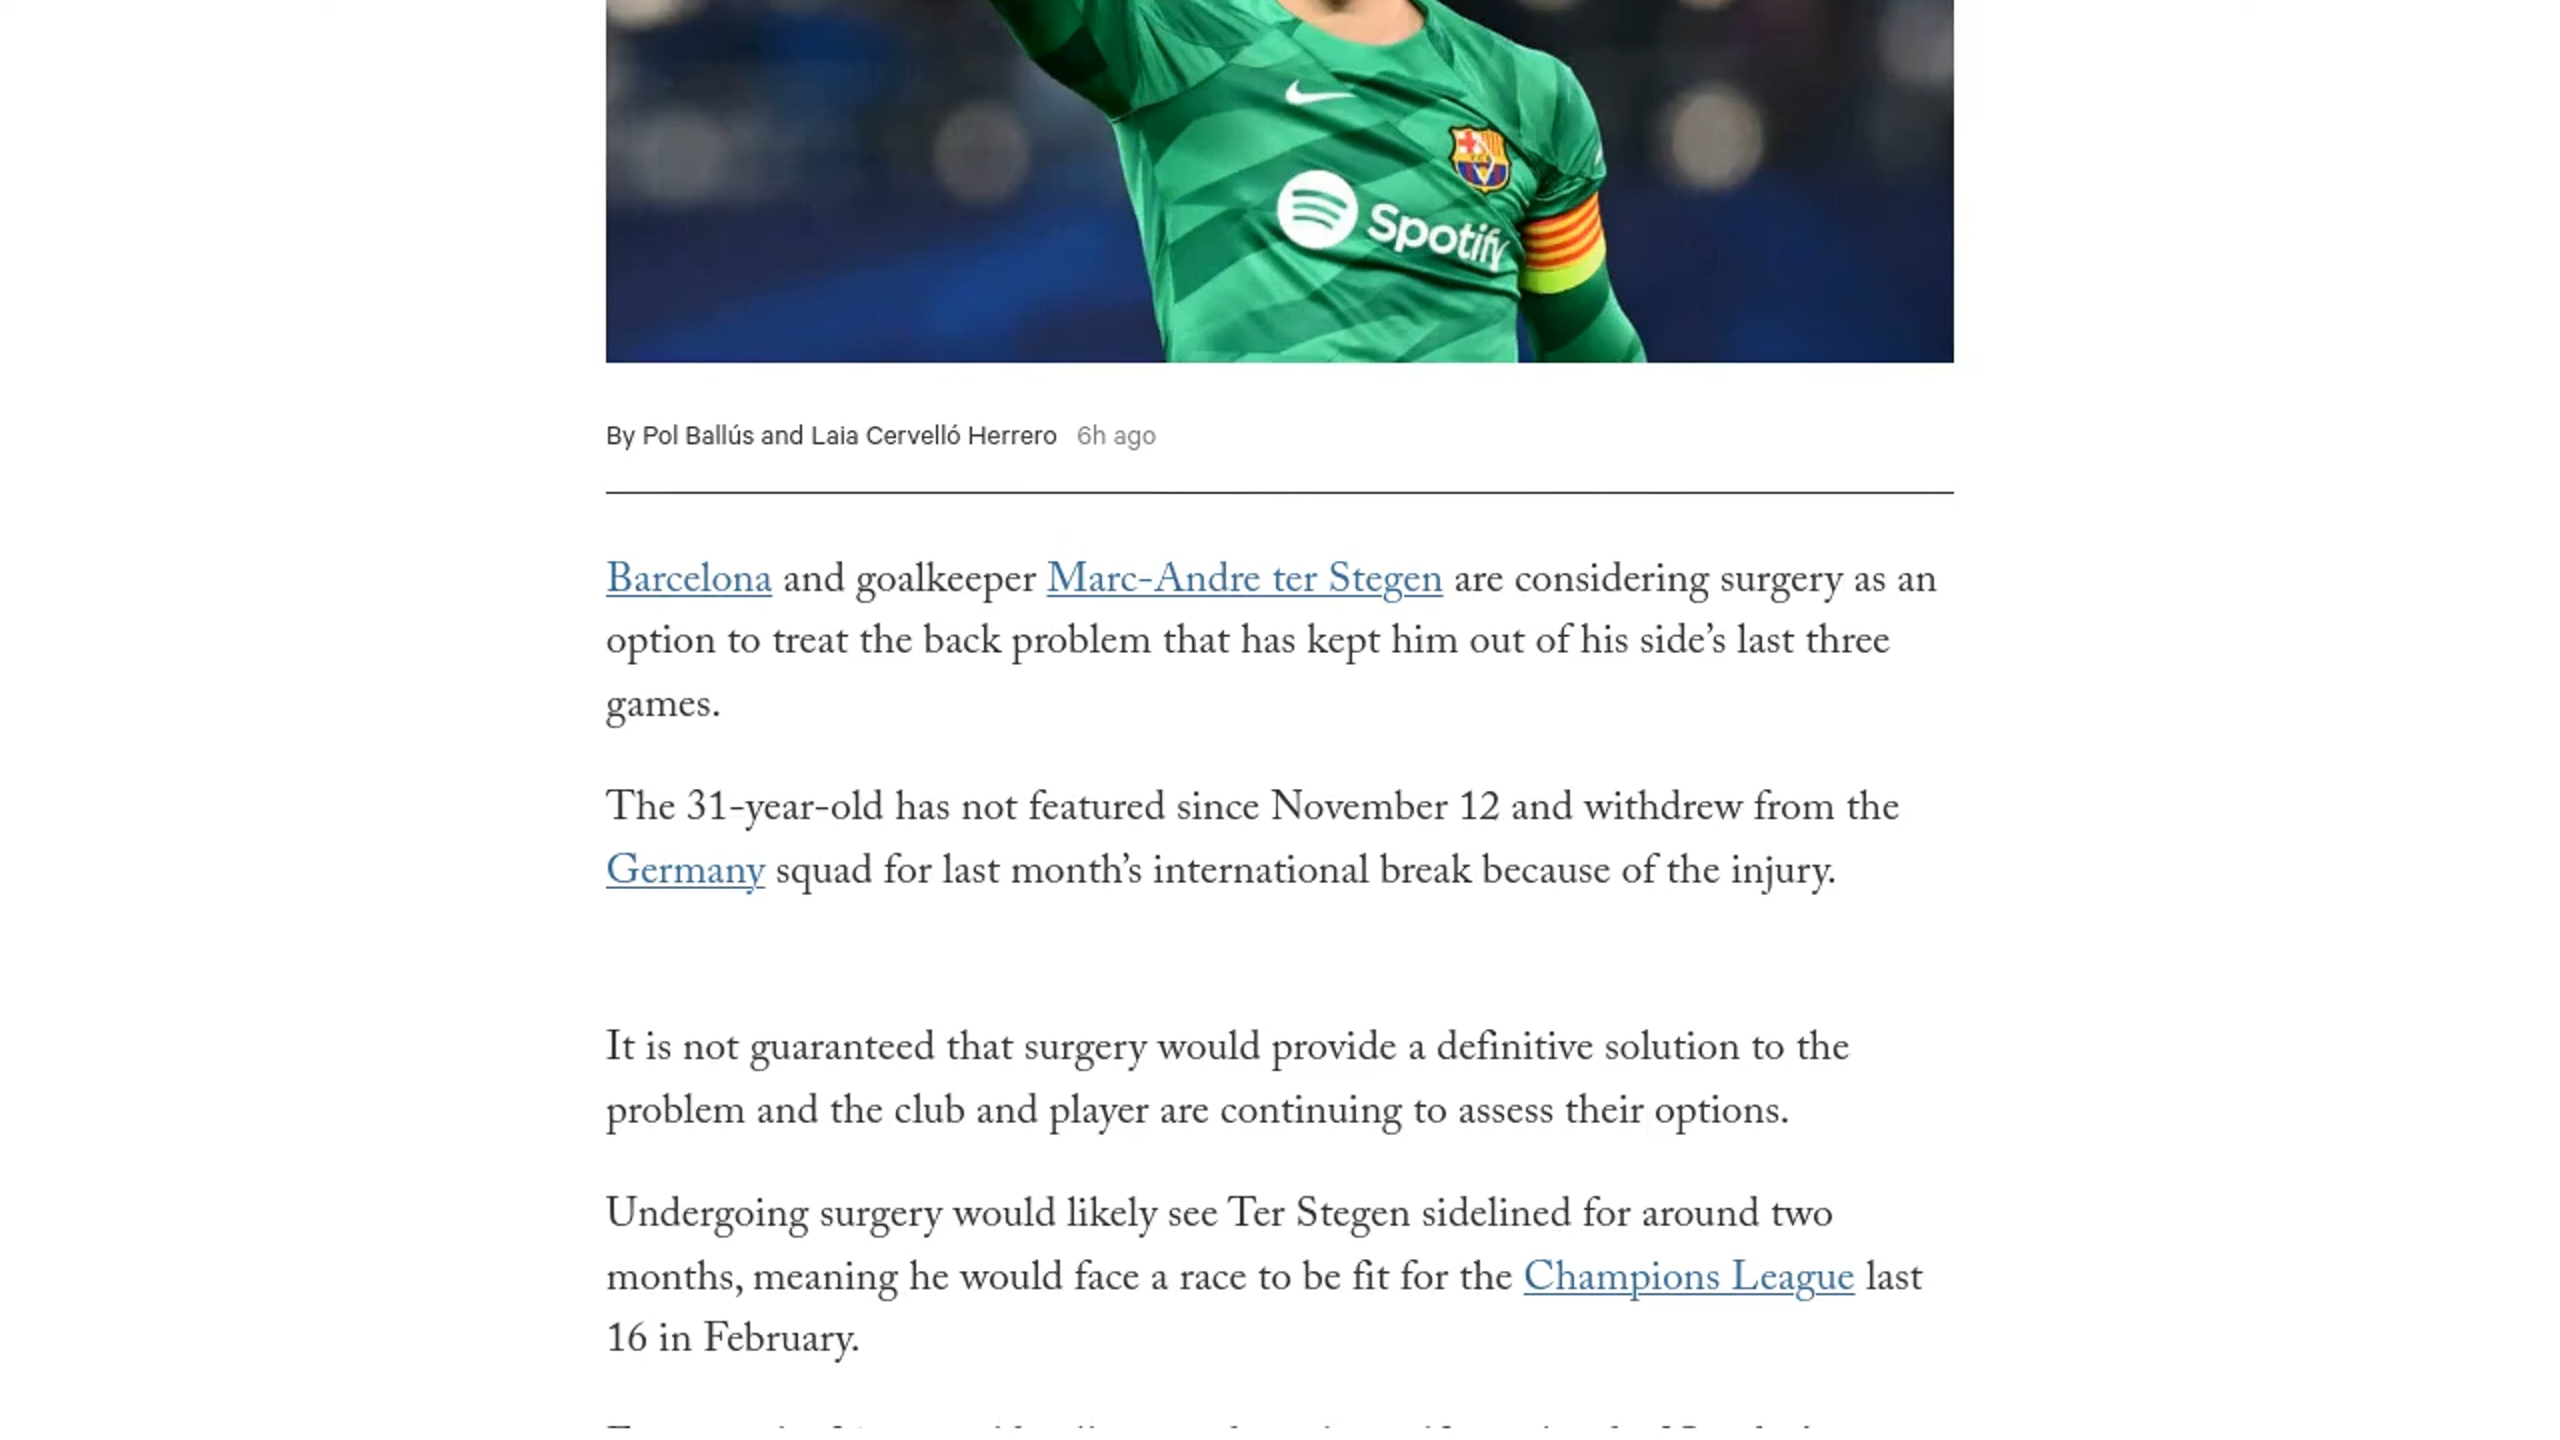 Spotify
By Pol Ballús and Laia Cervelló Herrero 6h ago
Barcelona and goalkeeper Marc-Andre ter Stegen are considering surgery as an
option to treat the back problem that has kept him out of his side’s last three
games.
The 31-year-old has not featured since November 12 and withdrew from the
Germany squad for last month’s international break because of the injury.
It is not guaranteed that surgery would provide a definitive solution to the
problem and the club and player are continuing to assess their options.
Undergoing surgery would likely see Ter Stegen sidelined for around two
months, meaning he would face a race to be fit for the Champions League last
16 in February.